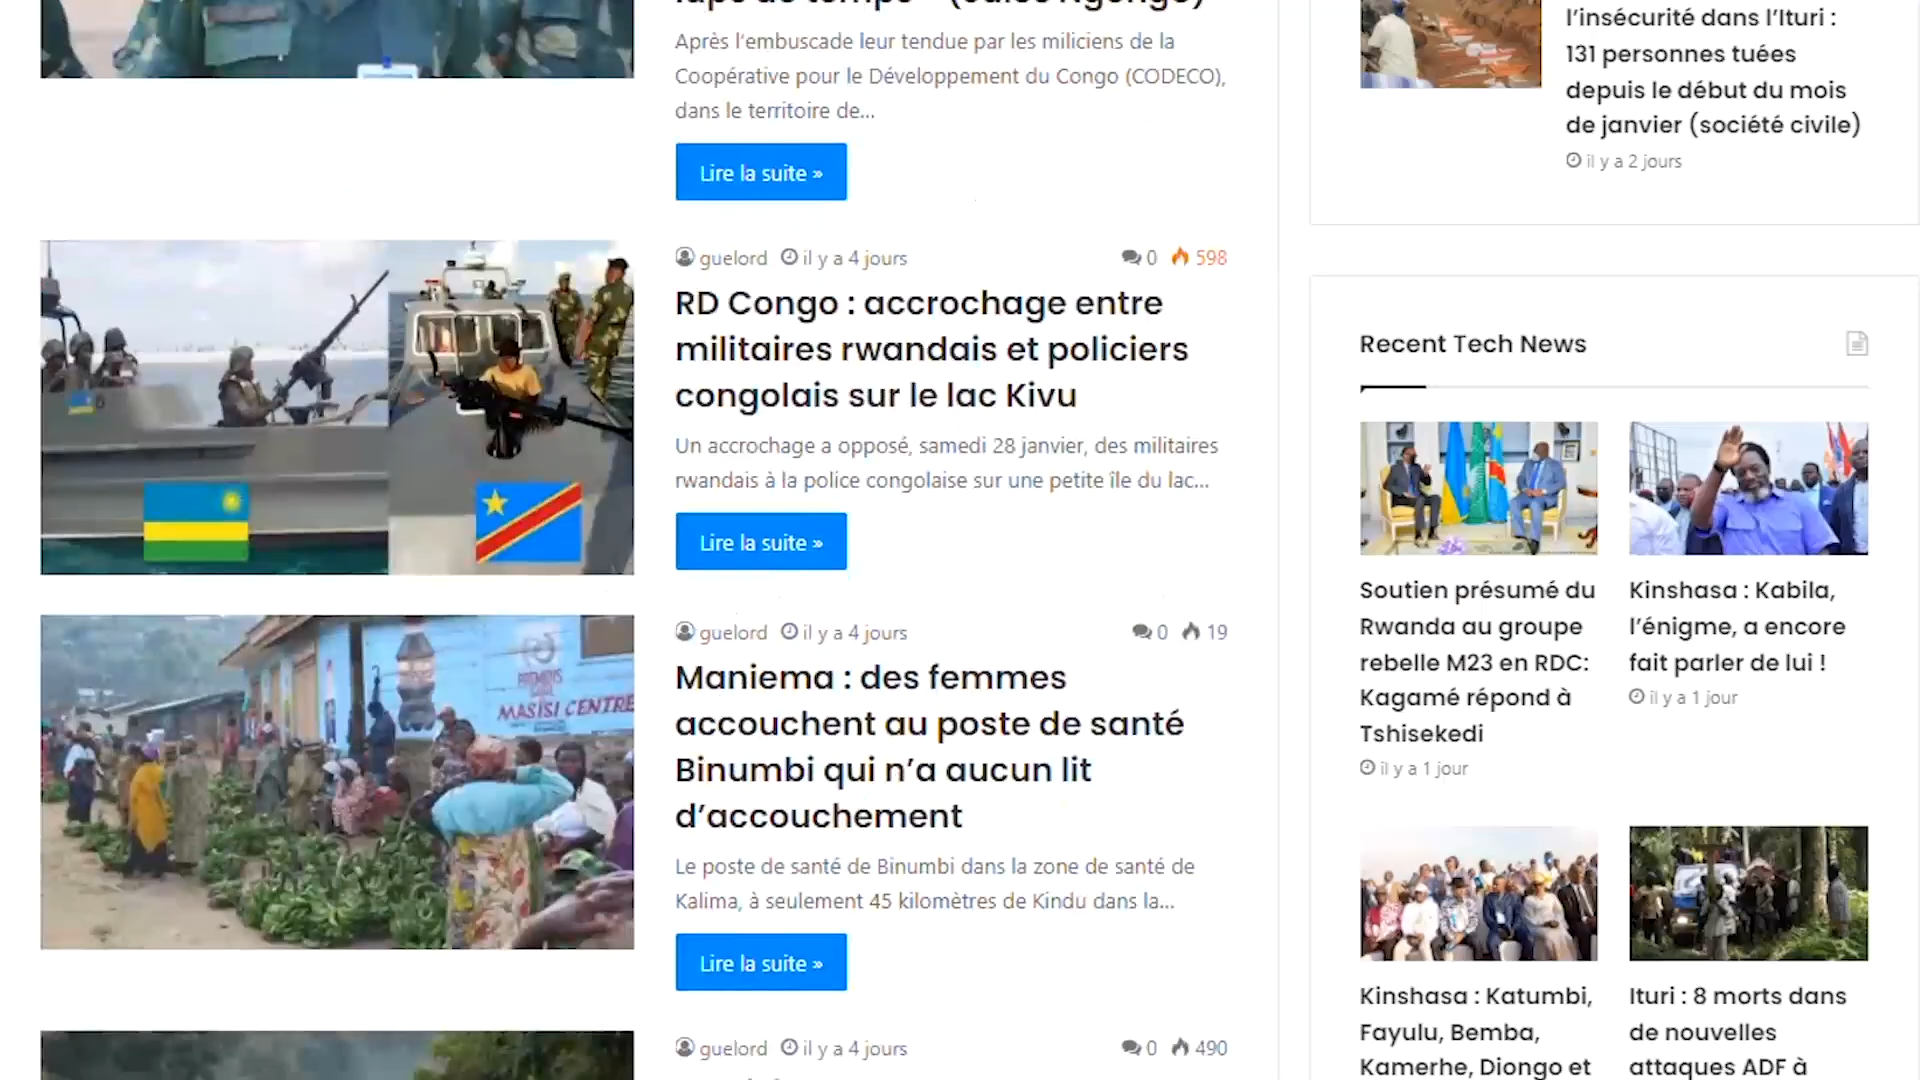 Après l'embuscade leur tendue par les miliciens de la
Coopérative pour le Développement du Congo (CODECO),
dans le territoire de...
Lire la suite »
guelord il y a 4 jours 0 598
RD Congo : accrochage entre
militaires rwandais et policiers
congolais sur le lac Kivu
Un accrochage a opposé, samedi 28 janvier, des militaires
rwandais à la police congolaise sur une petite île du lac...
Lire la suite »
PRIMUS
MASISI CENTRE
guelord il y a 4 jours 0 19
Maniema : des femmes
accouchent au poste de santé
Binumbi qui n'a aucun lit
d'accouchement
Le poste de santé de Binumbi dans la zone de santé de
Kalima, à seulement 45 kilomètres de Kindu dans la...
Lire la suite »
guelord il y a 4 jours 0 490
l'insécurité dans l'Ituri :
131 personnes tuées
depuis le début du mois
de janvier (société civile)
il y a 2 jours
Recent Tech News
Soutien présumé du
Rwanda au groupe
rebelle M23 en RDC:
Kagamé répond à
Tshisekedi
il y a 1 jour
Kinshasa : Kabila,
l'énigme, a encore
fait parler de lui !
il y a 1 jour
Kinshasa : Katumbi,
Fayulu, Bemba,
Kamerhe, Diongo et
Ituri : 8 morts dans
de nouvelles
attaques ADF à